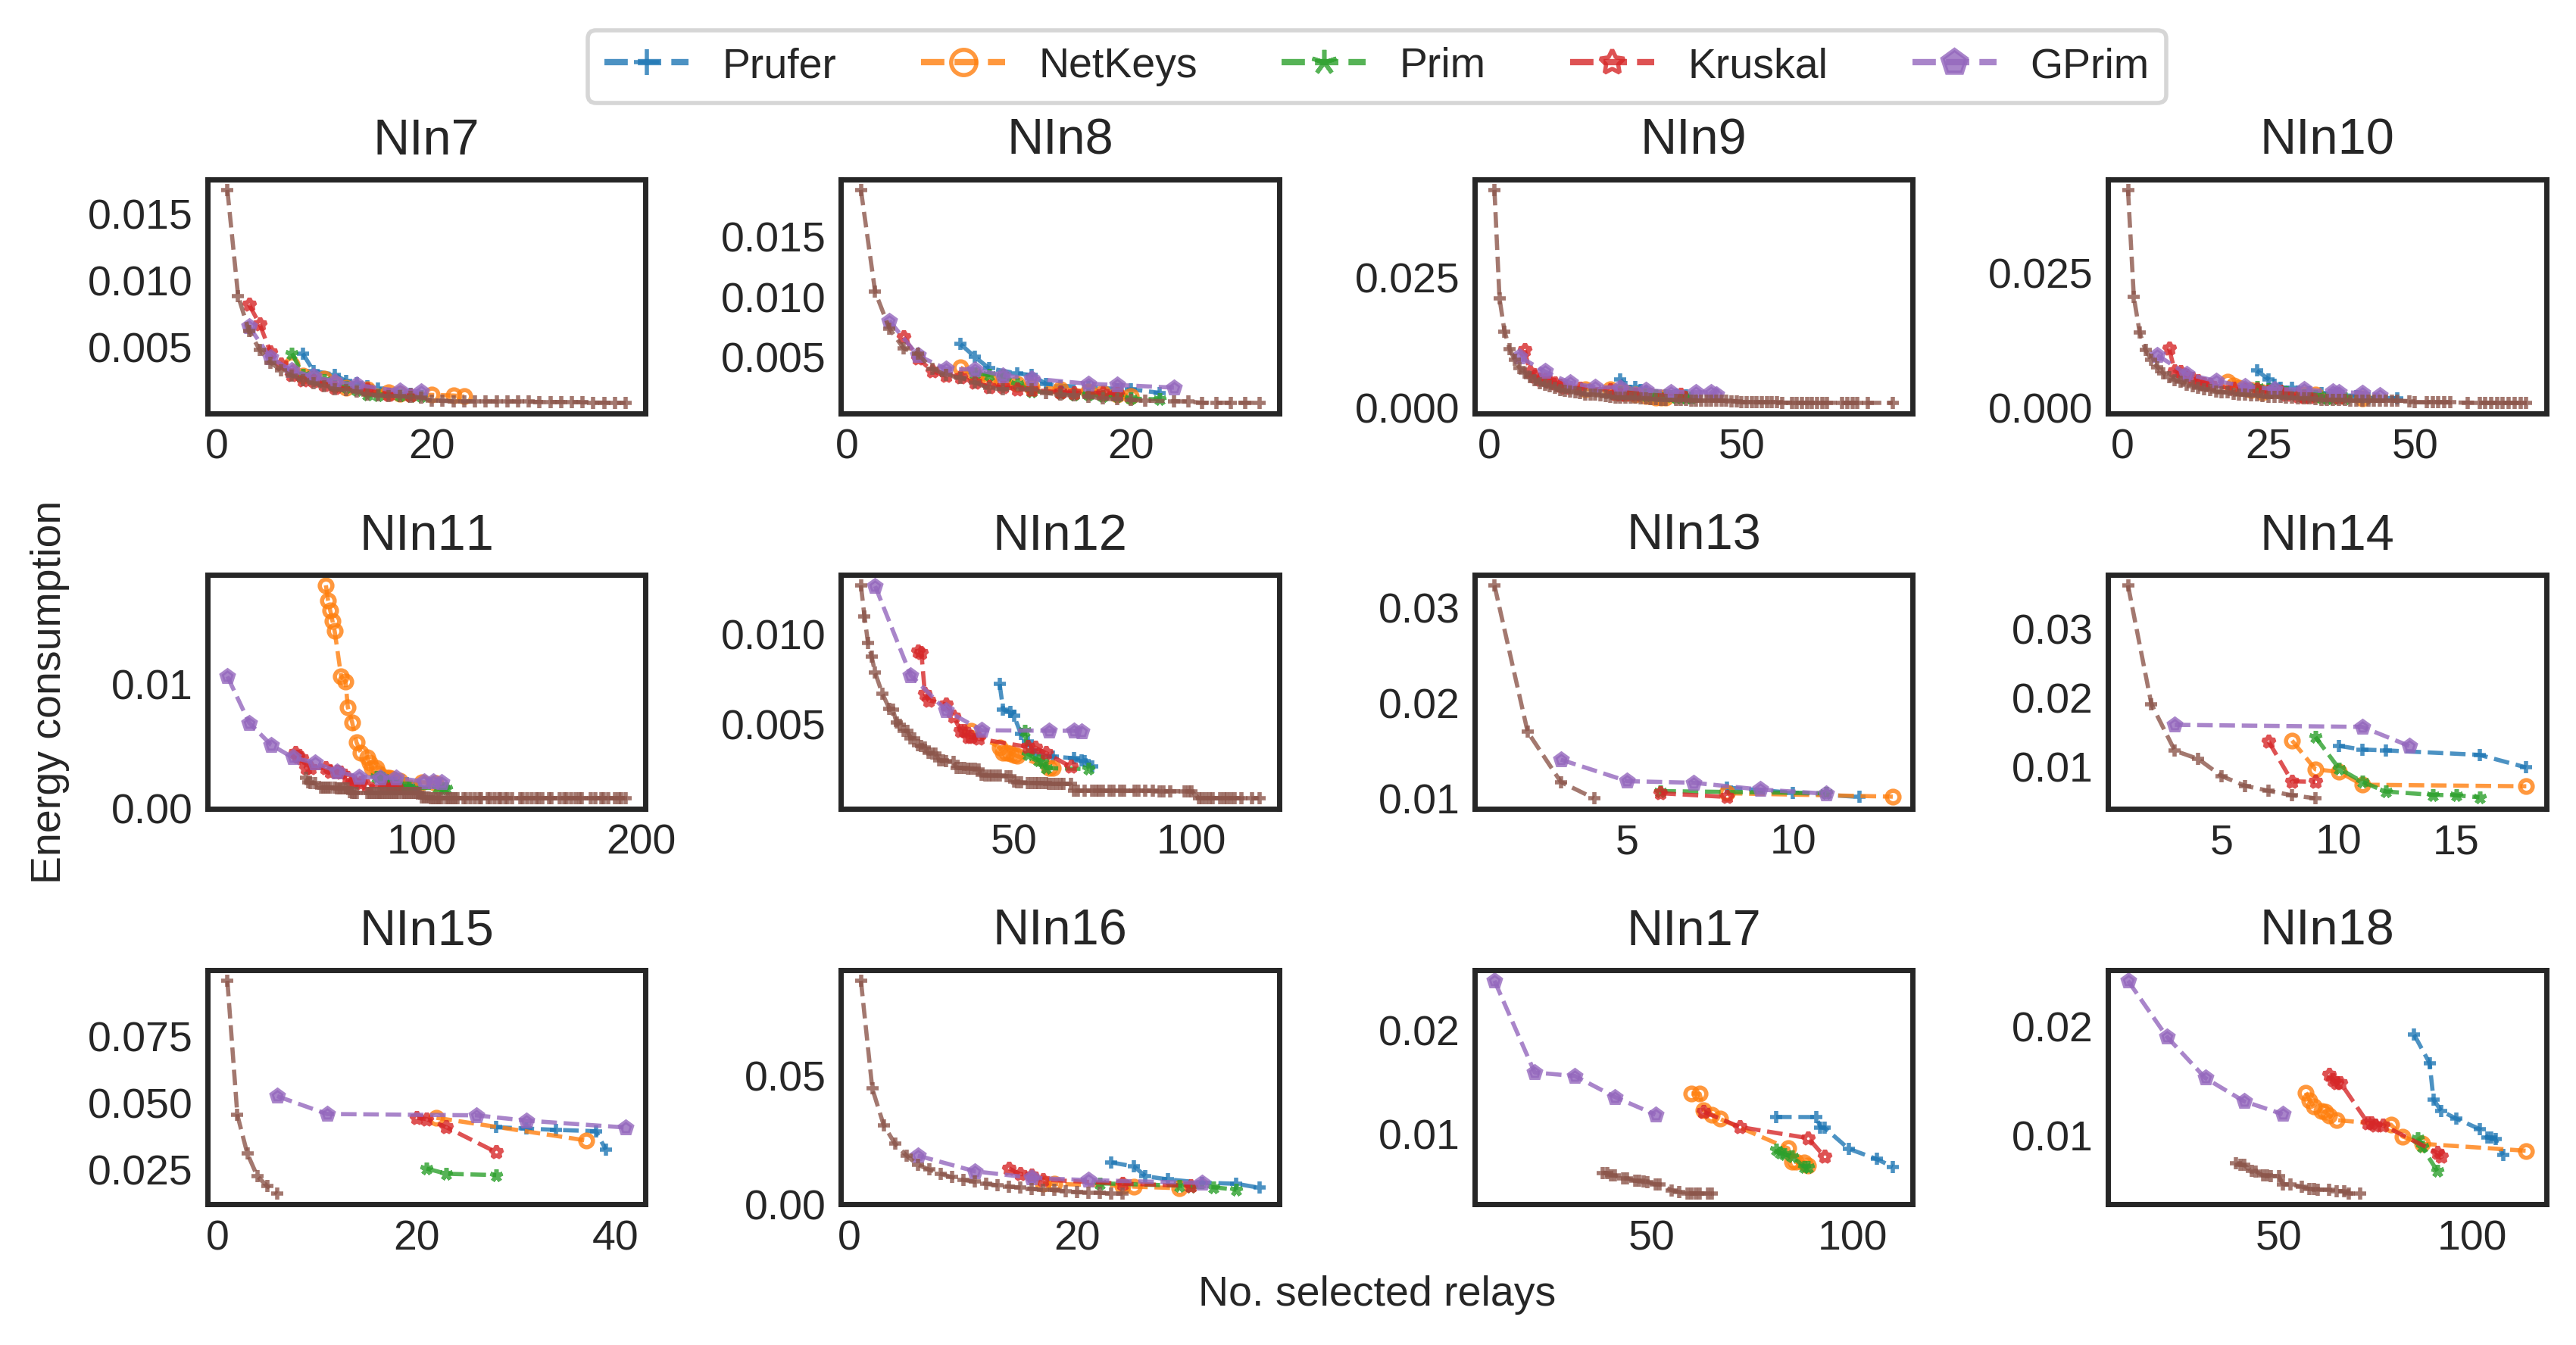 Prufer NetKeys Prim Kruskal GPrim
NIn7 NIn8 NIn9 NIn10
0.015 0.010 0.005
0 20
0.015 0.010 0.005
0 20
0.025 0.000
0 50
0.025 0.000
0 25 50
Energy consumption
NIn11 NIn12 NIn13 NIn14
0.01 0.00
100 200
0.010 0.005
50 100
0.03 0.02 0.01
5 10
0.03 0.02 0.01
5 10 15
NIn15 NIn16 NIn17 NIn18
0.075 0.050 0.025
0 20 40
0.05 0.00
0 20
0.02 0.01
50 100
0.02 0.01
50 100
No. selected relays